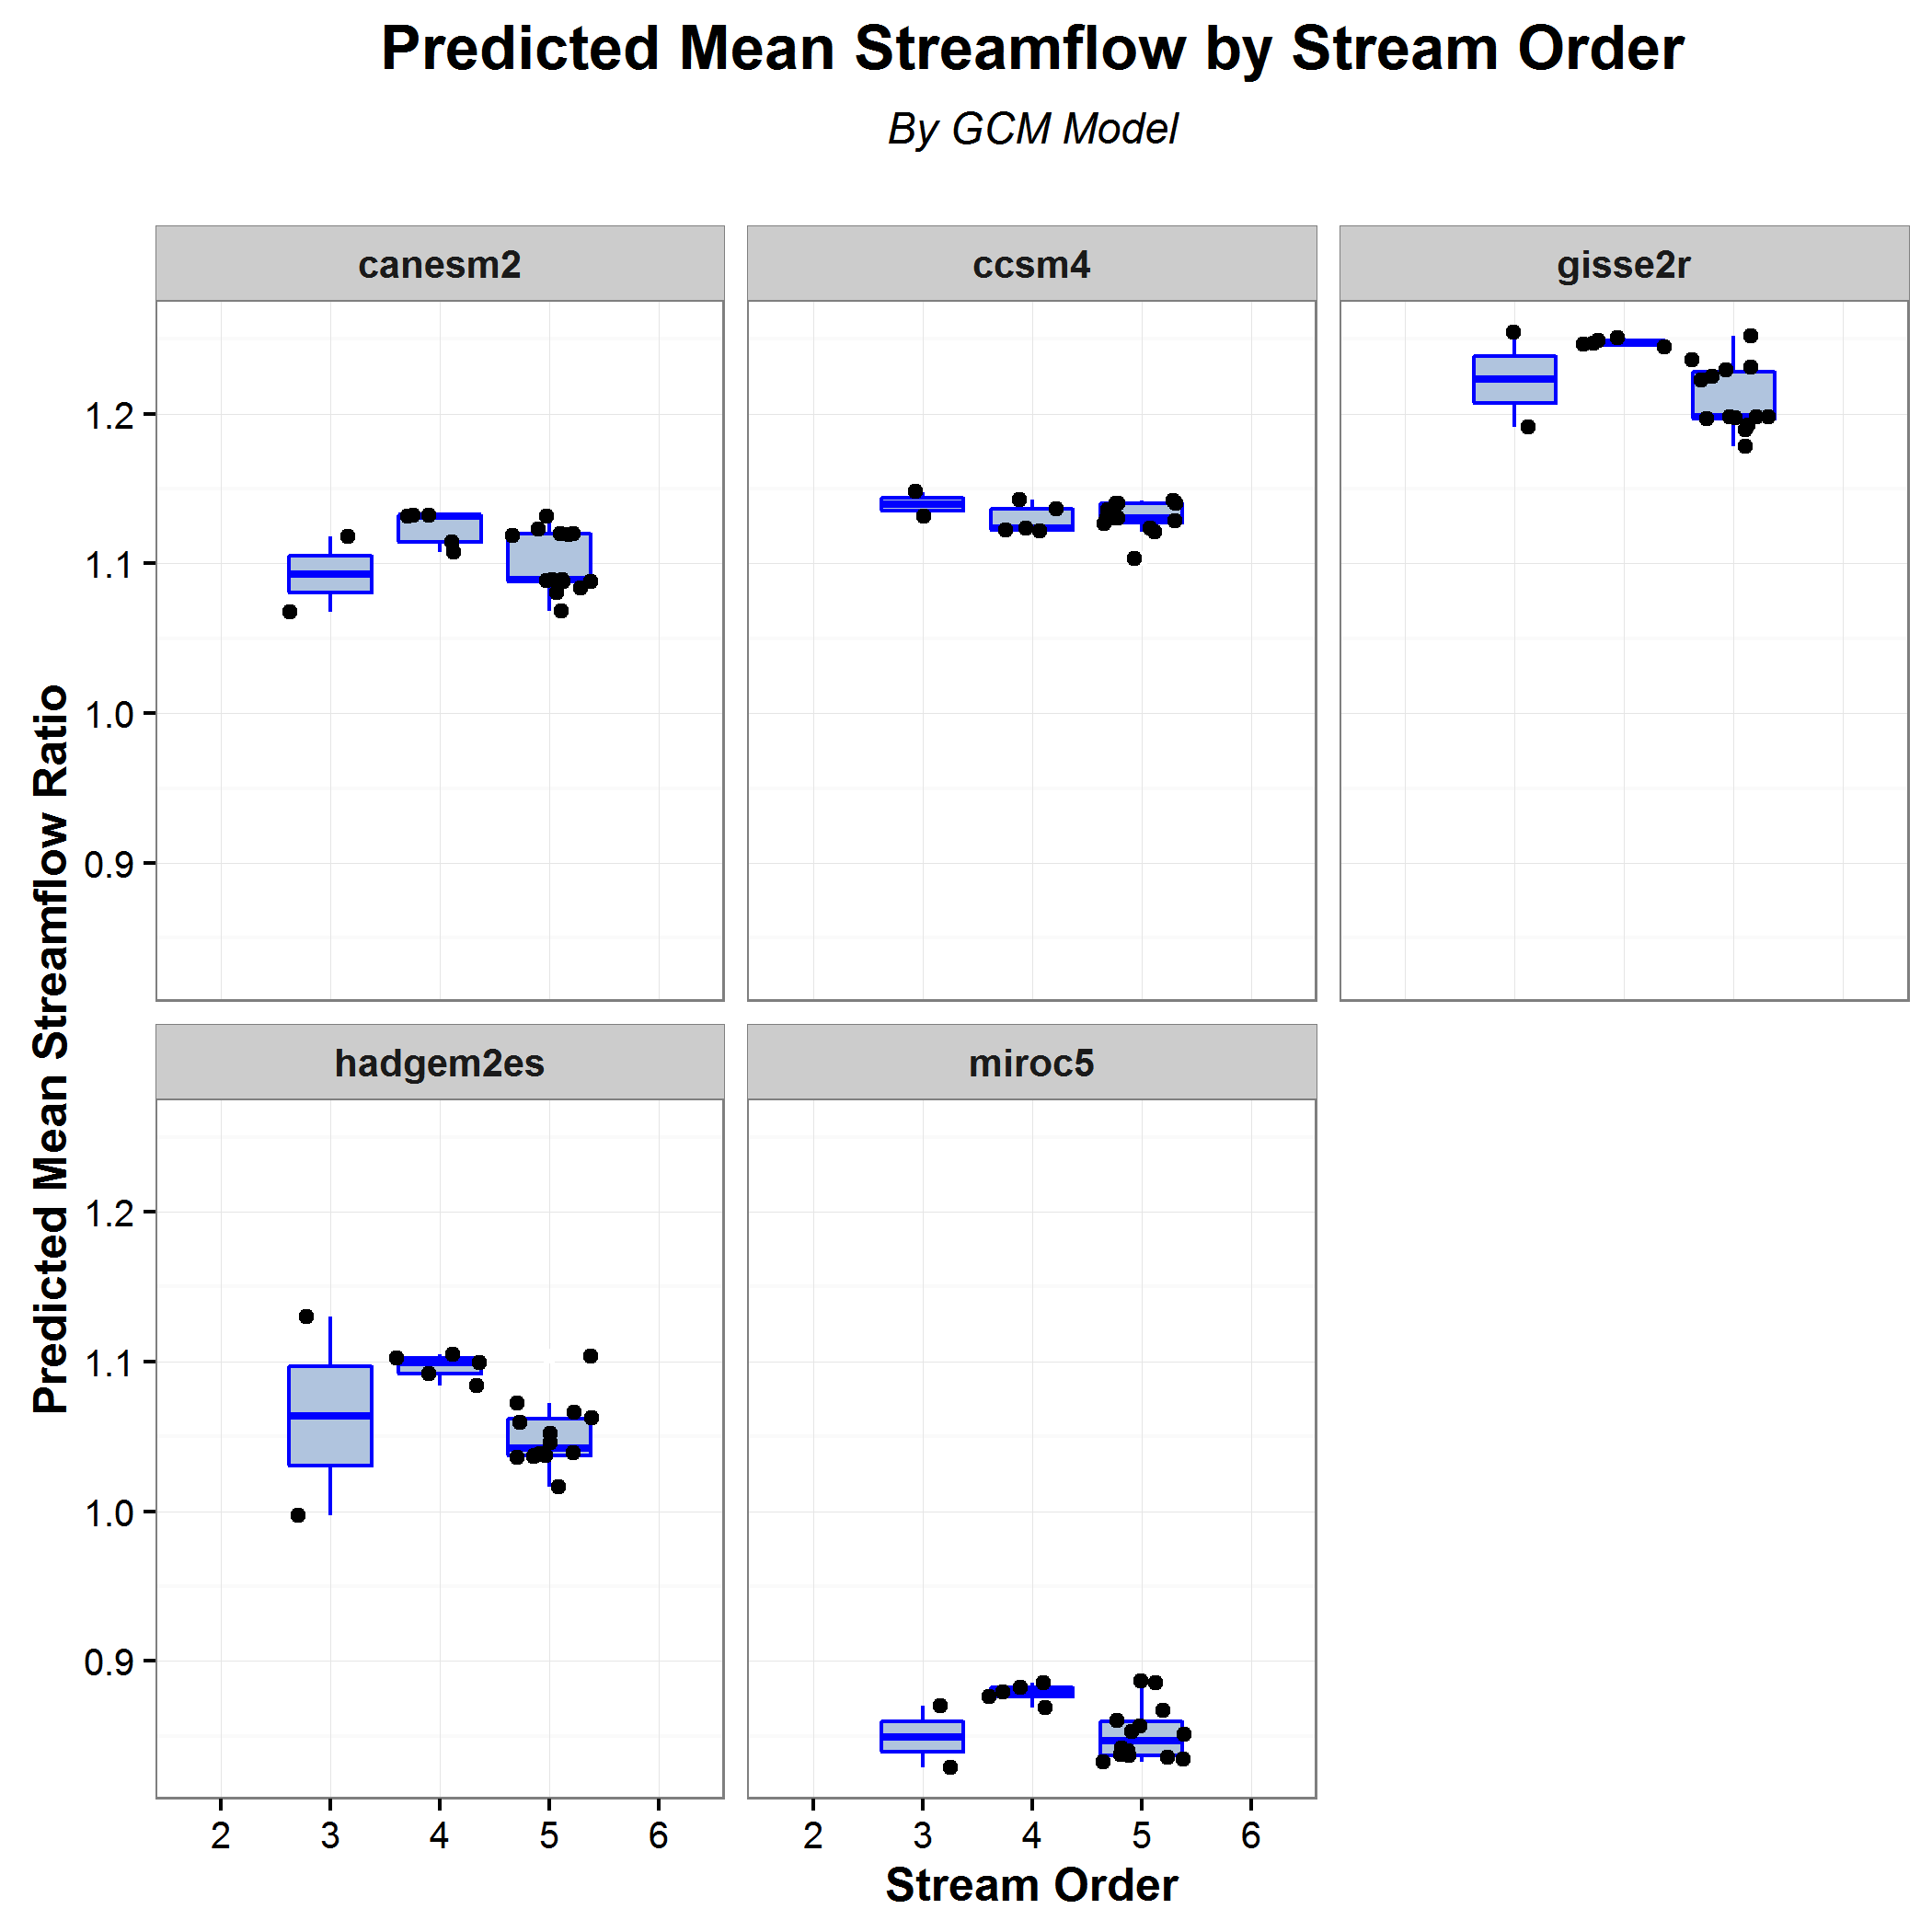 Predicted Mean Streamflow by Stream Order
By GCM Model
canesm2
ccsm4
gisse2r
1.2
1.1
1.0
0.9
Predicted Mean Streamflow Ratio
hadgem2es
miroc5
1.2
1.1
1.0
0.9
2 3 4 5 6
2 3 4 5 6
Stream Order